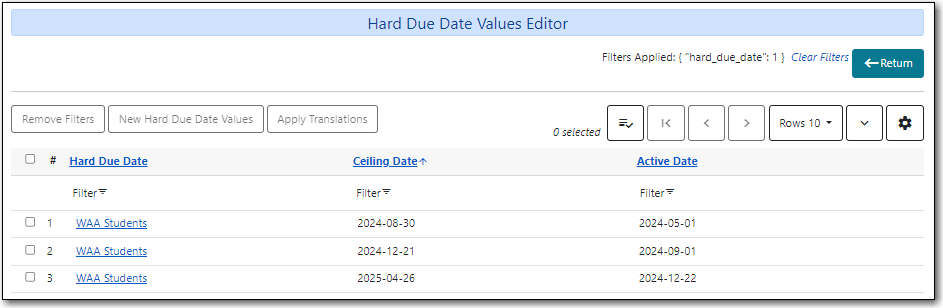 Hard Due Date Values Editor
Filters Applied: { "hard_due_date": 1 } Clear Filters Return
Remove Filters New Hard Due Date Values Apply Translations 0 selected Rows 10
# Hard Due Date Ceiling Date Active Date
Filter Filter Filter
1 WAA Students 2024-08-30 2024-05-01
2 WAA Students 2024-12-21 2024-09-01
3 WAA Students 2025-04-26 2024-12-22